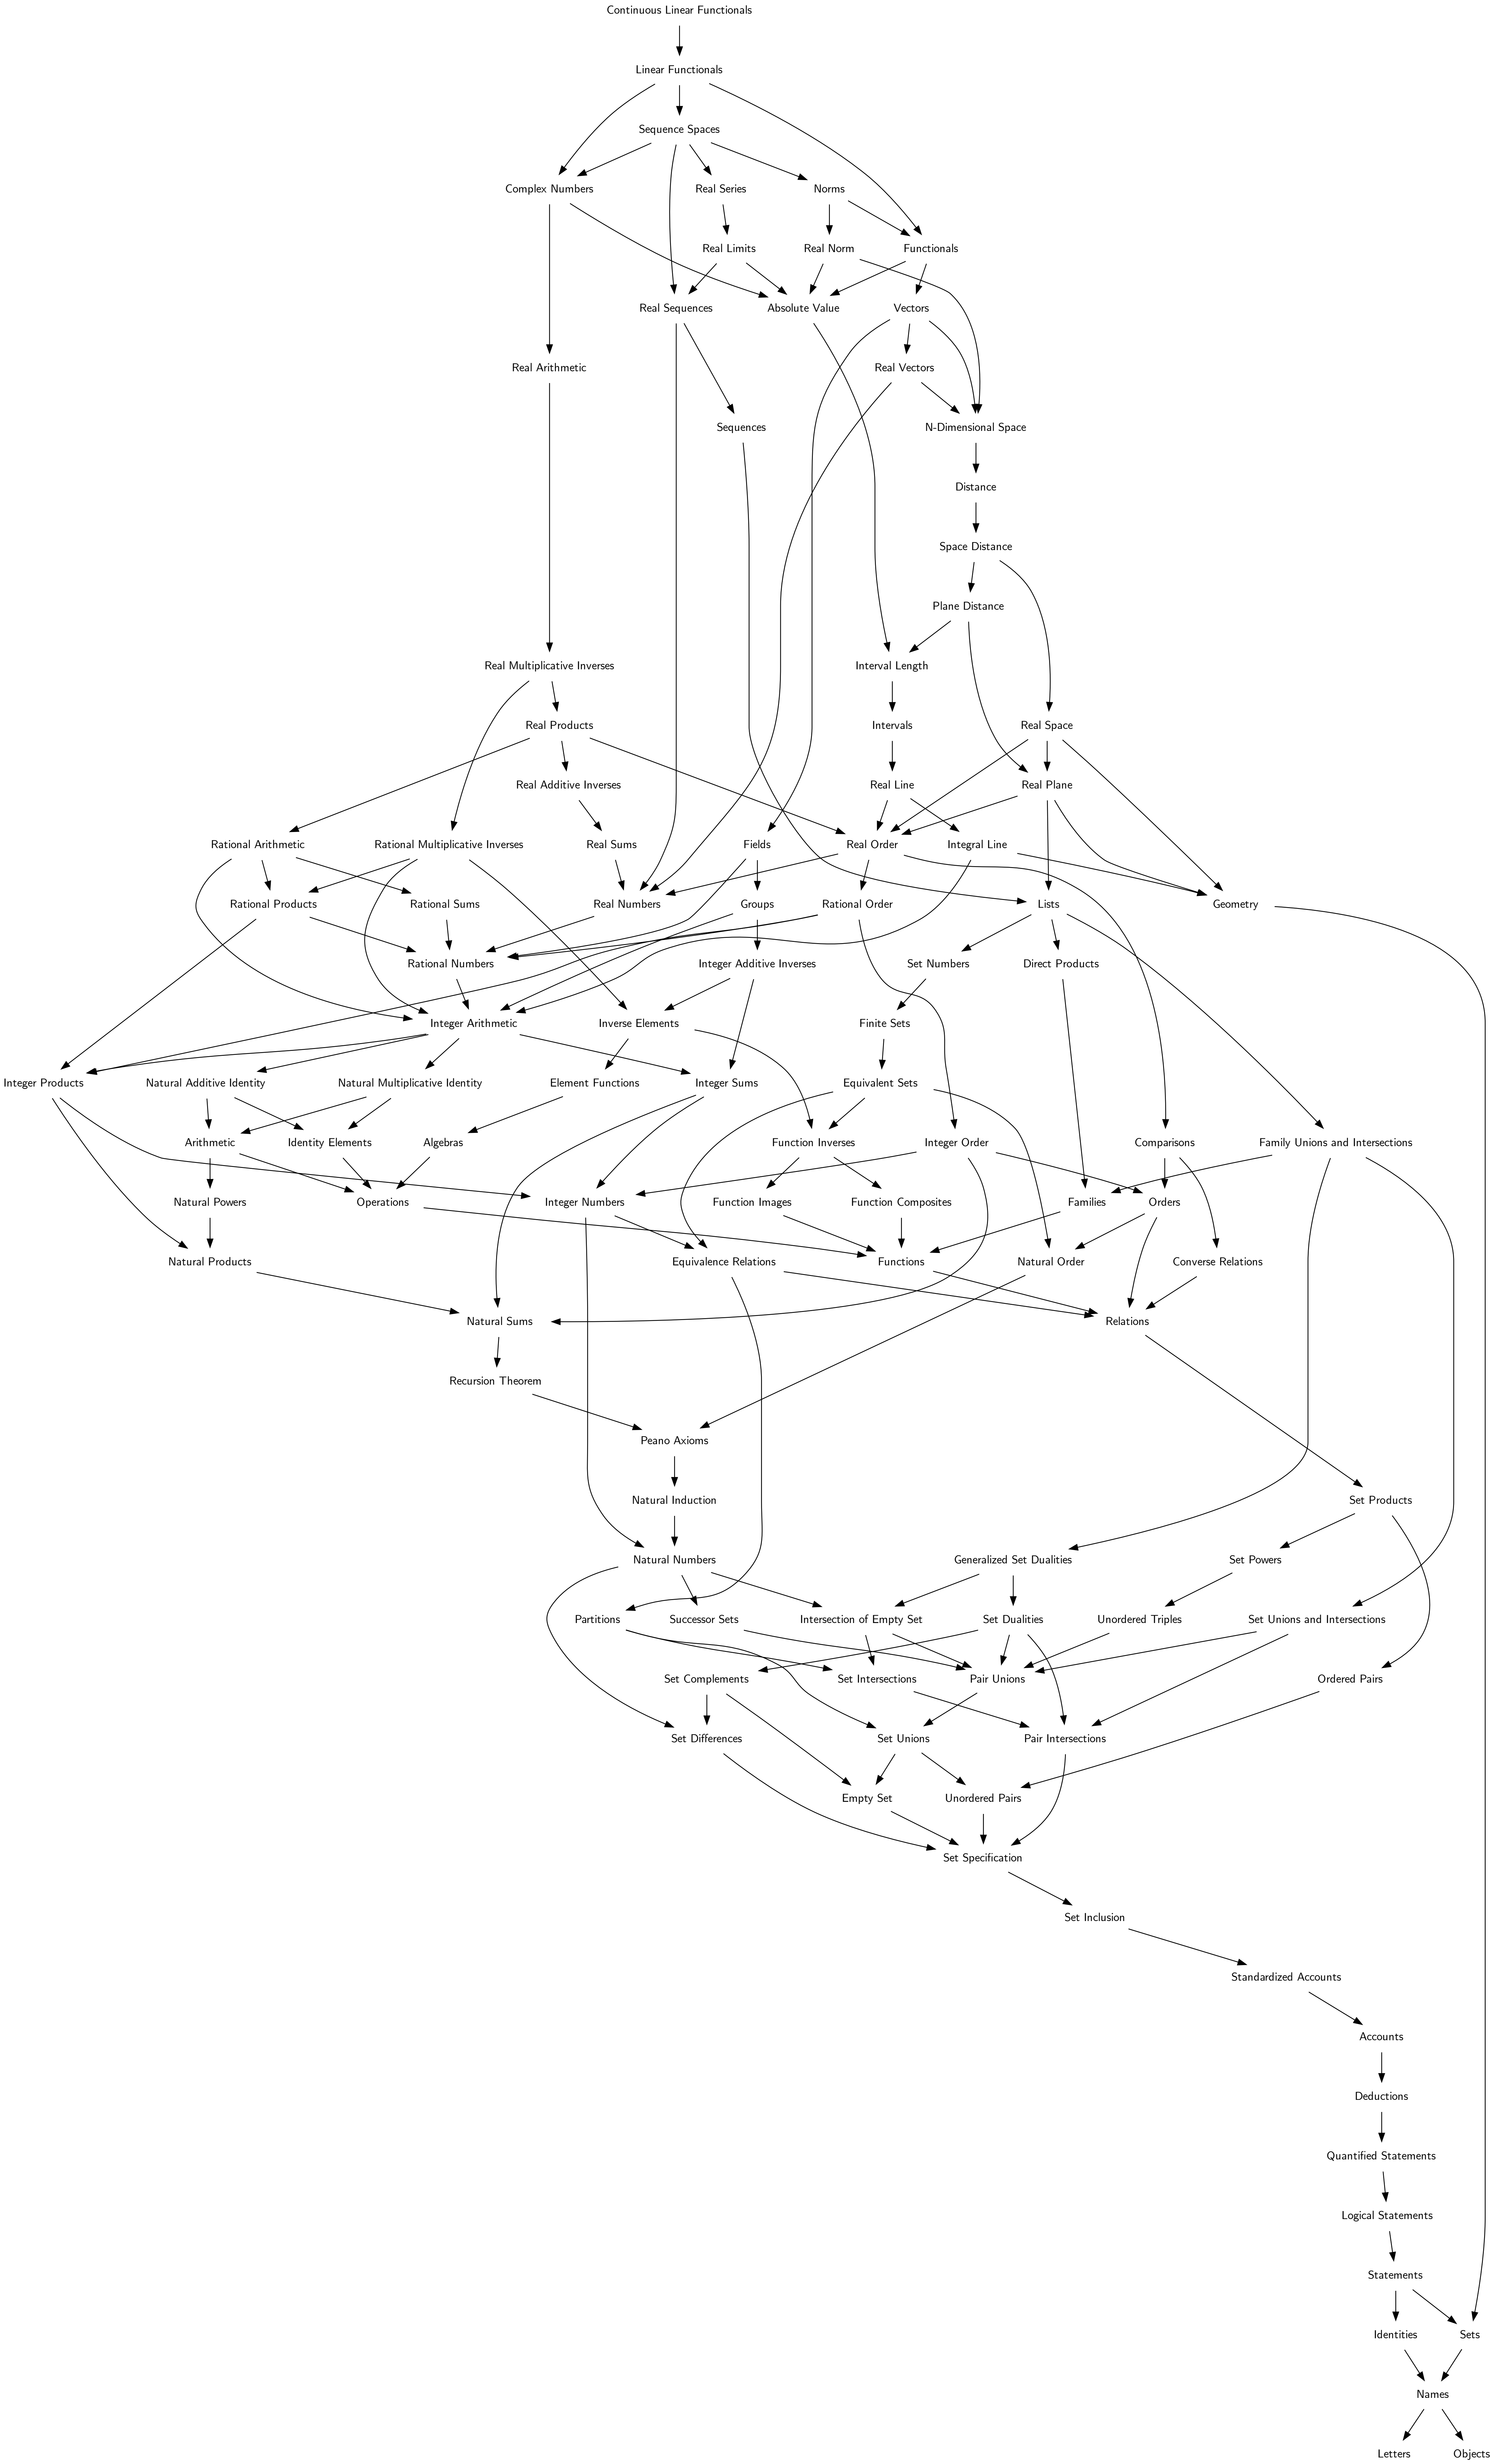 Continuous Linear Functionals
Linear Functionals
Sequence Spaces
Complex Numbers
Real Series
Norms
Real Limits
Real Norm
Functionals
Real Sequences
Absolute Value
Vectors
Real Arithmetic
Real Vectors
Sequences
N-Dimensional Space
Distance
Space Distance
Plane Distance
Real Multiplicative Inverses
Interval Length
Real Products
Intervals
Real Space
Real Additive Inverses
Real Line
Real Plane
Rational Arithmetic
Rational Multiplicative Inverses
Real Sums
Fields
Real Order
Integral Line
Rational Products
Rational Sums
Real Numbers
Groups
Rational Order
Lists
Geometry
Rational Numbers
Integer Additive Inverses
Set Numbers
Direct Products
Integer Arithmetic
Inverse Elements
Finite Sets
Integer Products
Natural Additive Identity
Natural Multiplicative Identity
Element Functions
Integer Sums
Equivalent Sets
Arithmetic
Identity Elements
Algebras
Function Inverses
Integer Order
Comparisons
Family Unions and Intersections
Natural Powers
Operations
Integer Numbers
Function Images
Function Composites
Families
Orders
Natural Products
Equivalence Relations
Functions
Natural Order
Converse Relations
Natural Sums
Relations
Recursion Theorem
Peano Axioms
Natural Induction
Set Products
Natural Numbers
Generalized Set Dualities
Set Powers
Partitions
Successor Sets
Intersection of Empty Set
Set Dualities
Unordered Triples
Set Unions and Intersections
Set Complements
Set Intersections
Pair Unions
Ordered Pairs
Set Differences
Set Unions
Pair Intersections
Empty Set
Unordered Pairs
Set Specification
Set Inclusion
Standardized Accounts
Accounts
Deductions
Quantified Statements
Logical Statements
Statements
Identities
Sets
Names
Letters
Objects